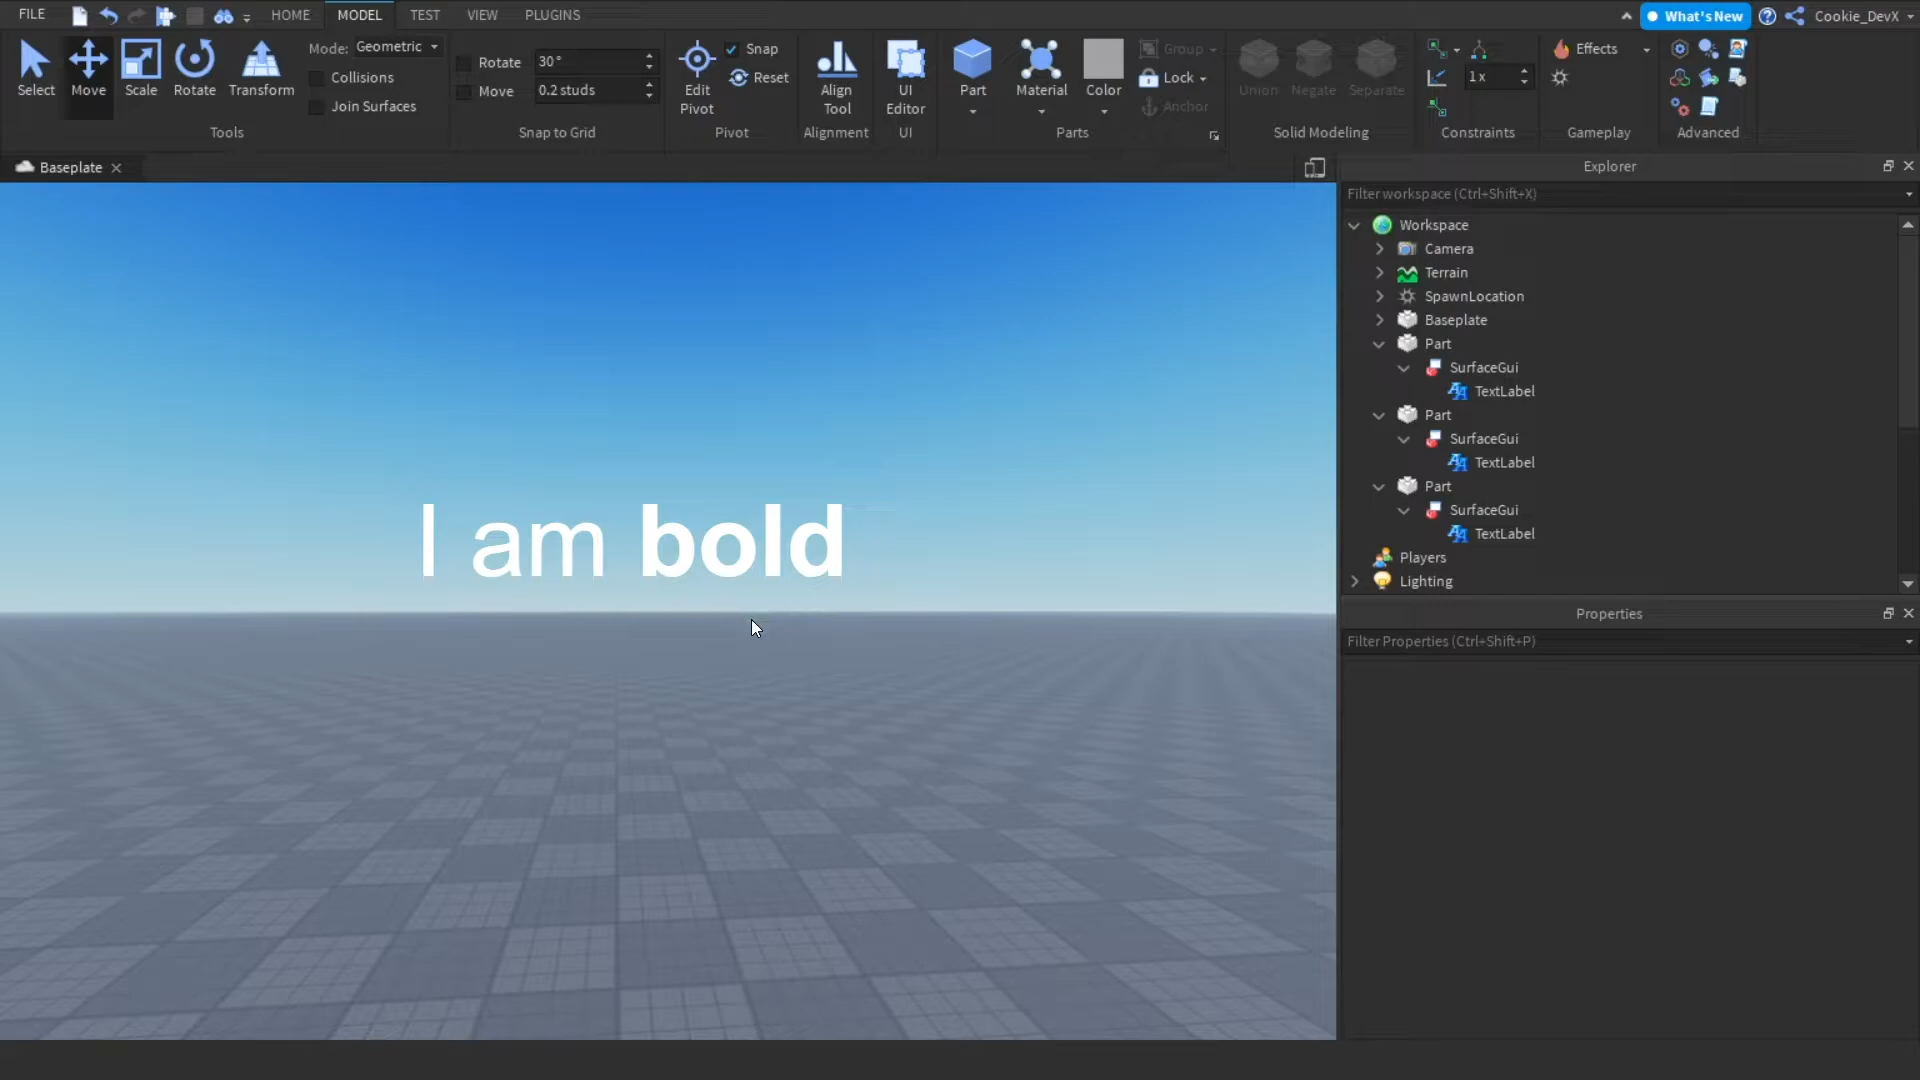 FILE HOME MODEL TEST VIEW PLUGINS What's New Cookie_DevX
Select Move Scale Rotate Transform
Mode: Geometric
Collisions
Join Surfaces
Tools
Rotate 30 °
Move 0.2 studs
Snap to Grid
Edit Pivot
Snap
Reset
Pivot
Align Tool
Alignment
UI Editor
UI
Part Material Color
Group
Lock
Anchor
Parts
Union Negate Separate
Solid Modeling
1 x
Constraints
Effects
Gameplay
Advanced
Baseplate
I am bold
Explorer
Filter workspace (Ctrl+Shift+X)
Workspace
Camera
Terrain
SpawnLocation
Baseplate
Part
SurfaceGui
TextLabel
Part
SurfaceGui
TextLabel
Part
SurfaceGui
TextLabel
Players
Lighting
Properties
Filter Properties (Ctrl+Shift+P)